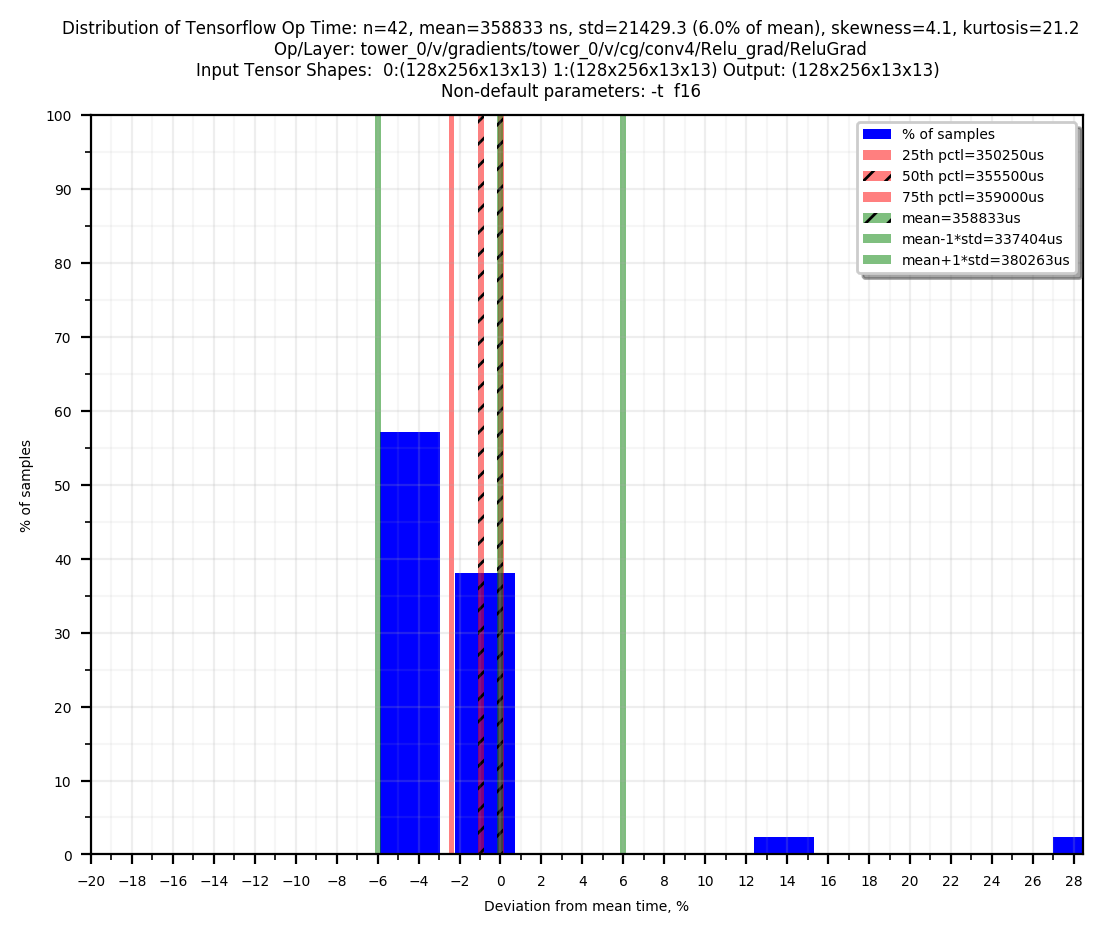 Distribution of Tensorflow Op Time: n=42, mean=358833 ns, std=21429.3 (6.0% of mean), skewness=4.1, kurtosis=21.2
Op/Layer: tower_0/v/gradients/tower_0/v/cg/conv4/Relu_grad/ReluGrad
Input Tensor Shapes:  0:(128x256x13x13) 1:(128x256x13x13) Output: (128x256x13x13)
Non-default parameters: -t  f16
% of samples
25th pctl=350250us
50th pctl=355500us
75th pctl=359000us
mean=358833us
mean-1*std=337404us
mean+1*std=380263us
100
90
80
70
60
50
40
30
20
10
0
% of samples
−20 −18 −16 −14 −12 −10 −8 −6 −4 −2 0 2 4 6 8 10 12 14 16 18 20 22 24 26 28
Deviation from mean time, %